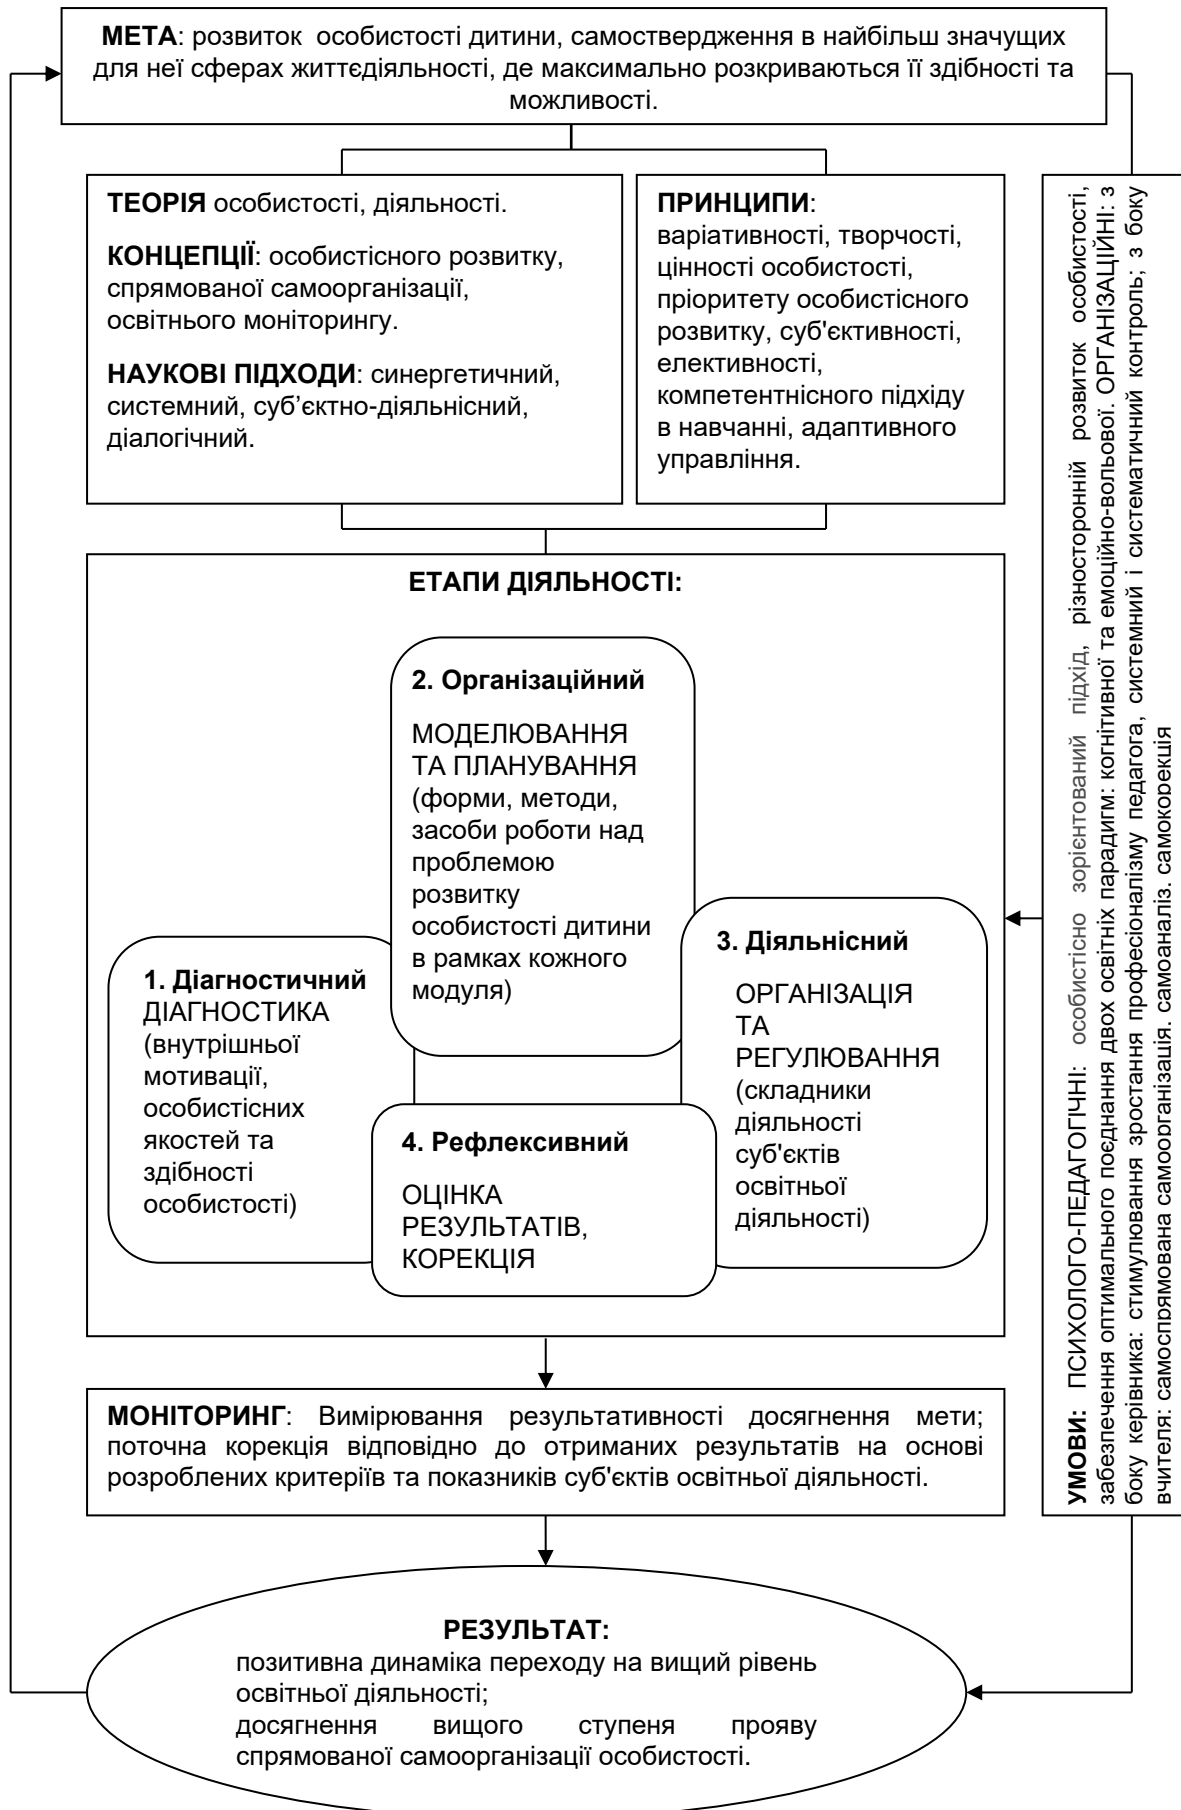 МЕТА: розвиток особистості дитини, самоствердження в найбільш значущих
для неї сферах життєдіяльності, де максимально розкриваються її здібності та
можливості.
ТЕОРІЯ особистості, діяльності.
КОНЦЕПЦІЇ: особистісного розвитку,
спрямованої самоорганізації,
освітнього моніторингу.
НАУКОВІ ПІДХОДИ: синергетичний,
системний, суб’єктно-діяльнісний,
діалогічний.
ПРИНЦИПИ:
варіативності, творчості,
цінності особистості,
пріоритету особистісного
розвитку, суб'єктивності,
елективності,
компетентнісного підхіду
в навчанні, адаптивного
управління.
ЕТАПИ ДІЯЛЬНОСТІ:
1. Діагностичний
ДІАГНОСТИКА
(внутрішньої
мотивації,
особистісних
якостей та
здібності
особистості)
2. Організаційний
МОДЕЛЮВАННЯ
ТА ПЛАНУВАННЯ
(форми, методи,
засоби роботи над
проблемою
розвитку
особистості дитини
в рамках кожного
модуля)
3. Діяльнісний
ОРГАНІЗАЦІЯ
ТА
РЕГУЛЮВАННЯ
(складники
діяльності
суб'єктів
освітньої
діяльності)
4. Рефлексивний
ОЦІНКА
РЕЗУЛЬТАТІВ,
КОРЕКЦІЯ
УМОВИ: ПСИХОЛОГО-ПЕДАГОГІЧНІ: особистісно зорієнтований підхід, різносторонній розвиток особистості,
забезпечення оптимального поєднання двох освітніх парадигм: когнітивної та емоційно-вольової. ОРГАНІЗАЦІЙНІ: з
боку керівника: стимулювання зростання професіоналізму педагога, системний і систематичний контроль; з боку
вчителя: самоспрямована самоорганізація, самоаналіз, самокорекція
МОНІТОРИНГ: Вимірювання результативності досягнення мети;
поточна корекція відповідно до отриманих результатів на основі
розроблених критеріїв та показників суб'єктів освітньої діяльності.
РЕЗУЛЬТАТ:
позитивна динаміка переходу на вищий рівень
освітньої діяльності;
досягнення вищого ступеня прояву
спрямованої самоорганізації особистості.